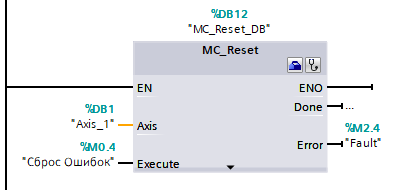 %DB12
"MC_Reset_DB"
MC_Reset
EN ENO
%DB1 Done ...
"Axis_1" Axis %M2.4
%M0.4 Error "Fault"
"Сброс Ошибок" Execute